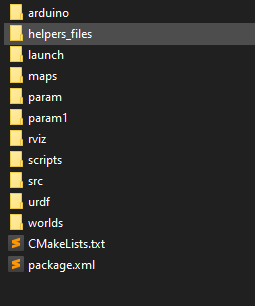 arduino
helpers_files
launch
maps
param
param1
rviz
scripts
src
urdf
worlds
CMakeLists.txt
package.xml